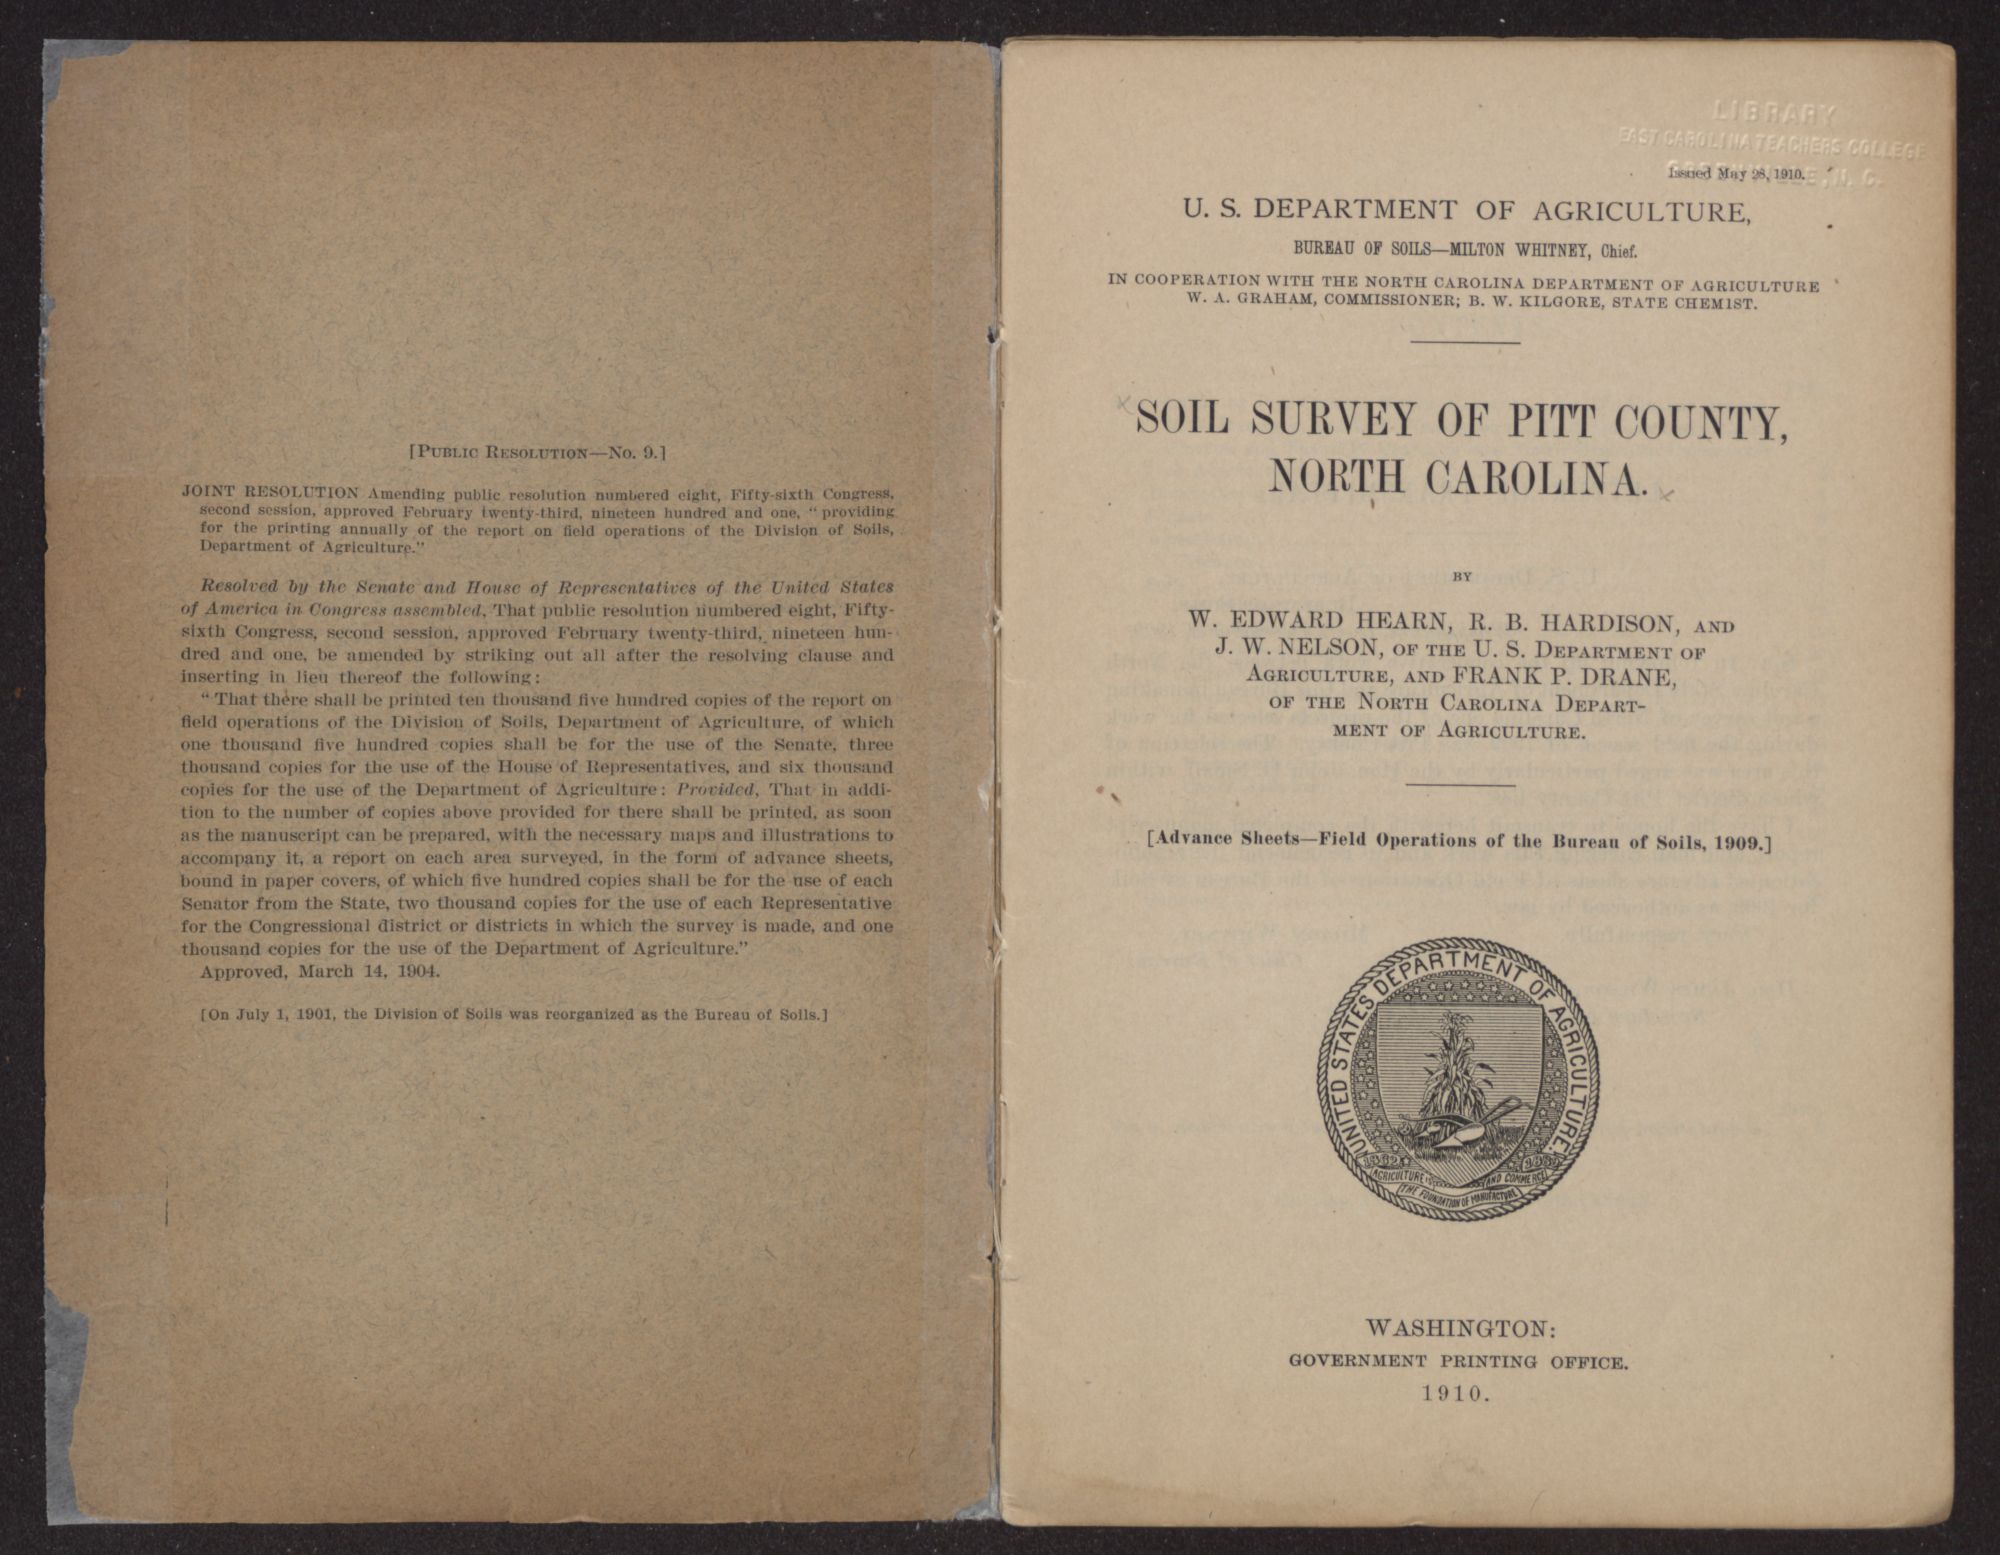 [PUBLIC RESOLUTION—No. 9.]
JOINT RESOLUTION Amending public resolution numbered eight, Fifty-sixth Congress,
second session, approved February twenty-third, nineteen hundred and one, “providing
for the printing annually of the report on field operations of the Division of Soils,
Department of Agriculture.”
Resolved by the Senate and House of Representatives of the United States
of America in Congress assembled, That public resolution numbered eight, Fifty-
sixth Congress, second session, approved February twenty-third, nineteen hun-
dred and one, be amended by striking out all after the resolving clause and
inserting in lieu thereof the following:
“That there shall be printed ten thousand five hundred copies of the report on
field operations of the Division of Soils, Department of Agriculture, of which
one thousand five hundred copies shall be for the use of the Senate, three
thousand copies for the use of the House of Representatives, and six thousand
copies for the use of the Department of Agriculture: Provided, That in addi-
tion to the number of copies above provided for there shall be printed, as soon
as the manuscript can be prepared, with the necessary maps and illustrations to
accompany it, a report on each area surveyed, in the form of advance sheets,
bound in paper covers, of which five hundred copies shall be for the use of each
Senator from the State, two thousand copies for the use of each Representative
for the Congressional district or districts in which the survey is made, and one
thousand copies for the use of the Department of Agriculture.”
Approved, March 14, 1904.
[On July 1, 1901, the Division of Soils was reorganized as the Bureau of Soils.]
LIBRARY
EAST CAROLINA TEACHERS COLLEGE
GREENVILLE, N. C.
Issued May 28, 1910.
U. S. DEPARTMENT OF AGRICULTURE,
BUREAU OF SOILS—MILTON WHITNEY, Chief.
IN COOPERATION WITH THE NORTH CAROLINA DEPARTMENT OF AGRICULTURE
W. A. GRAHAM, COMMISSIONER; B. W. KILGORE, STATE CHEMIST.
SOIL SURVEY OF PITT COUNTY,
NORTH CAROLINA.
BY
W. EDWARD HEARN, R. B. HARDISON, AND
J. W. NELSON, OF THE U. S. DEPARTMENT OF
AGRICULTURE, AND FRANK P. DRANE,
OF THE NORTH CAROLINA DEPART-
MENT OF AGRICULTURE.
[Advance Sheets—Field Operations of the Bureau of Soils, 1909.]
UNITED STATES DEPARTMENT OF AGRICULTURE.
1862 1889
AGRICULTURE IS THE FOUNDATION OF MANUFACTURE AND COMMERCE
WASHINGTON:
GOVERNMENT PRINTING OFFICE.
1910.